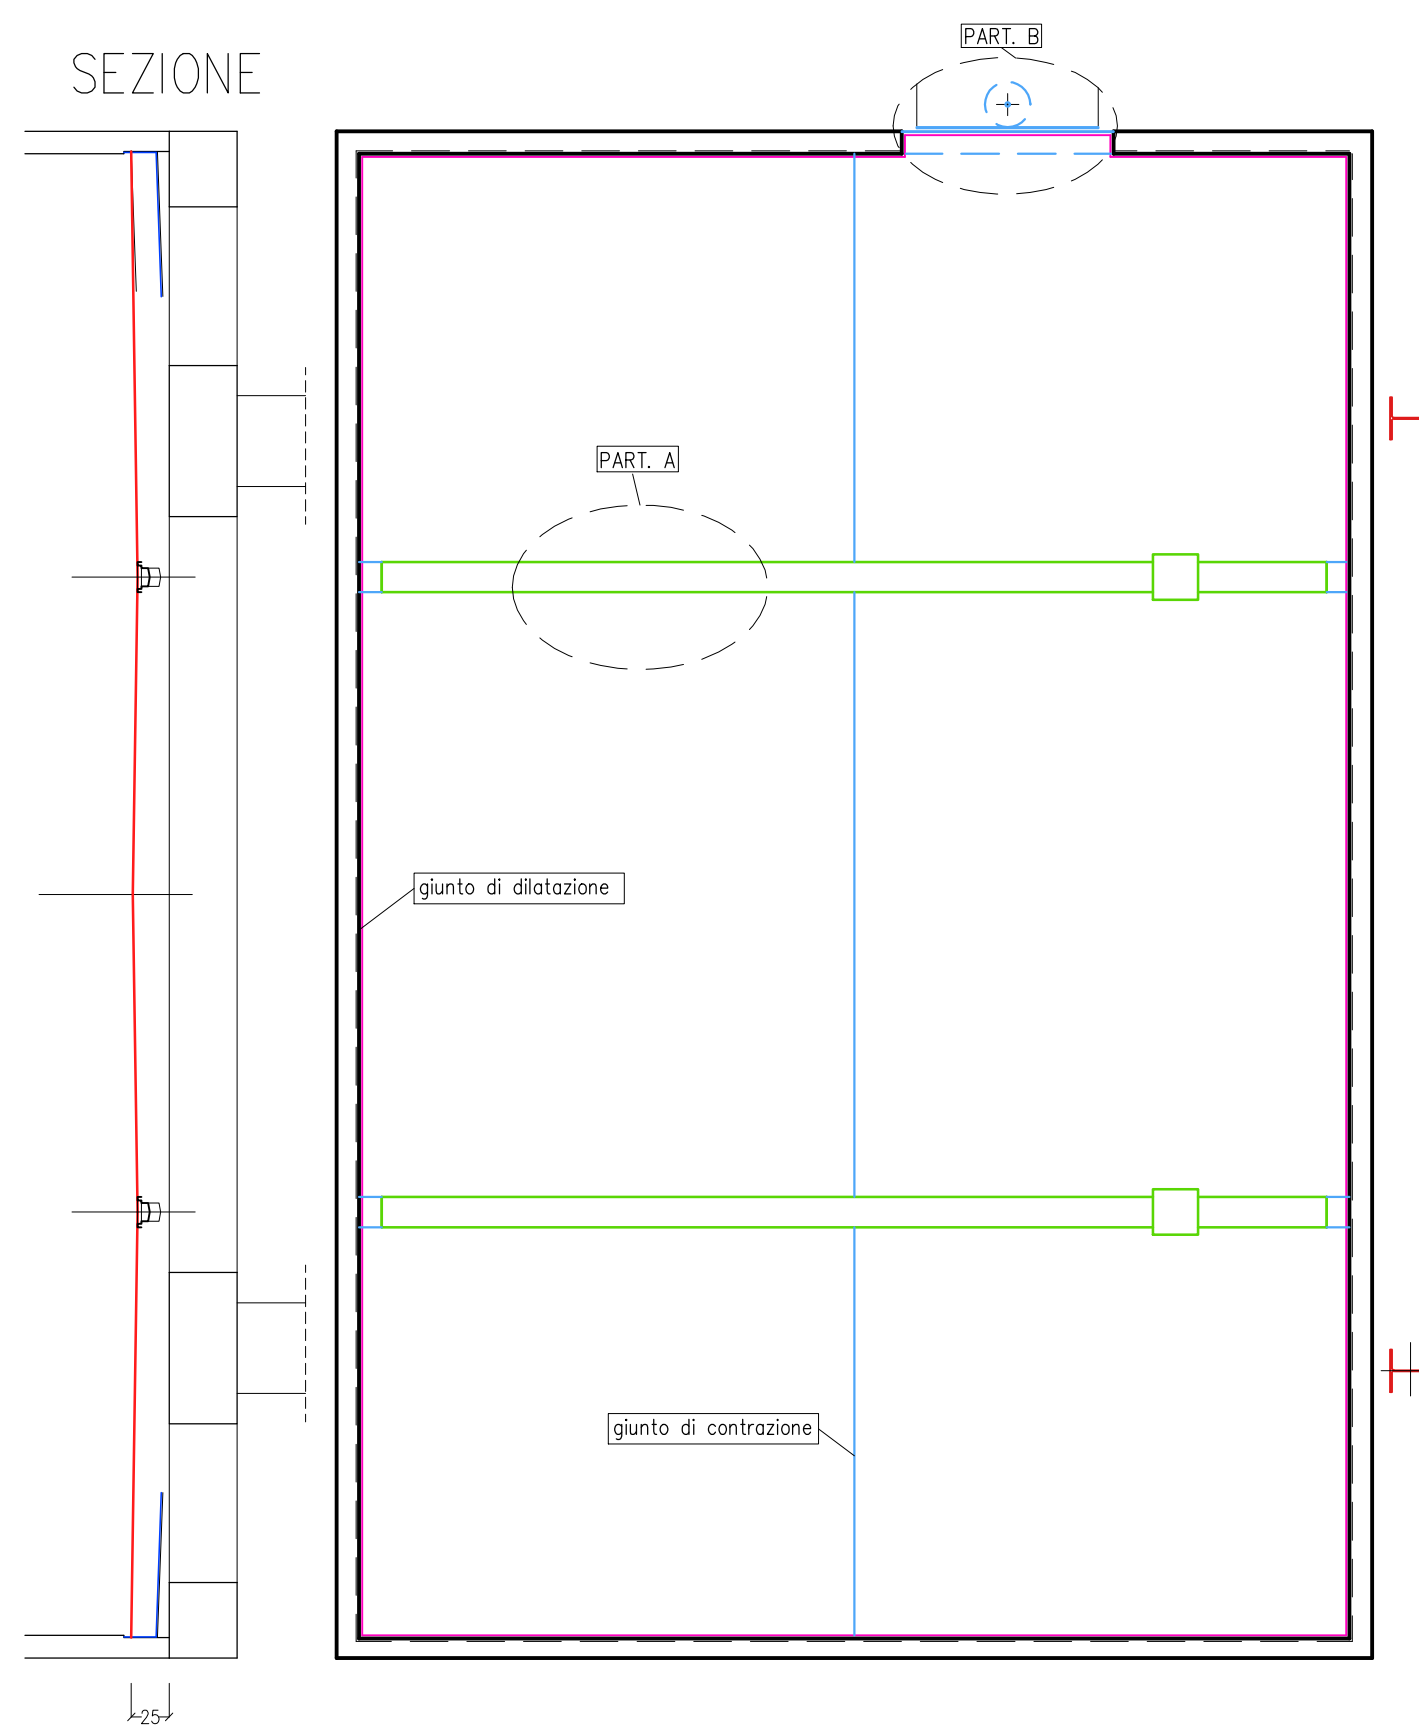 SEZIONE
PART. B
PART. A
giunto di dilatazione
giunto di contrazione
25